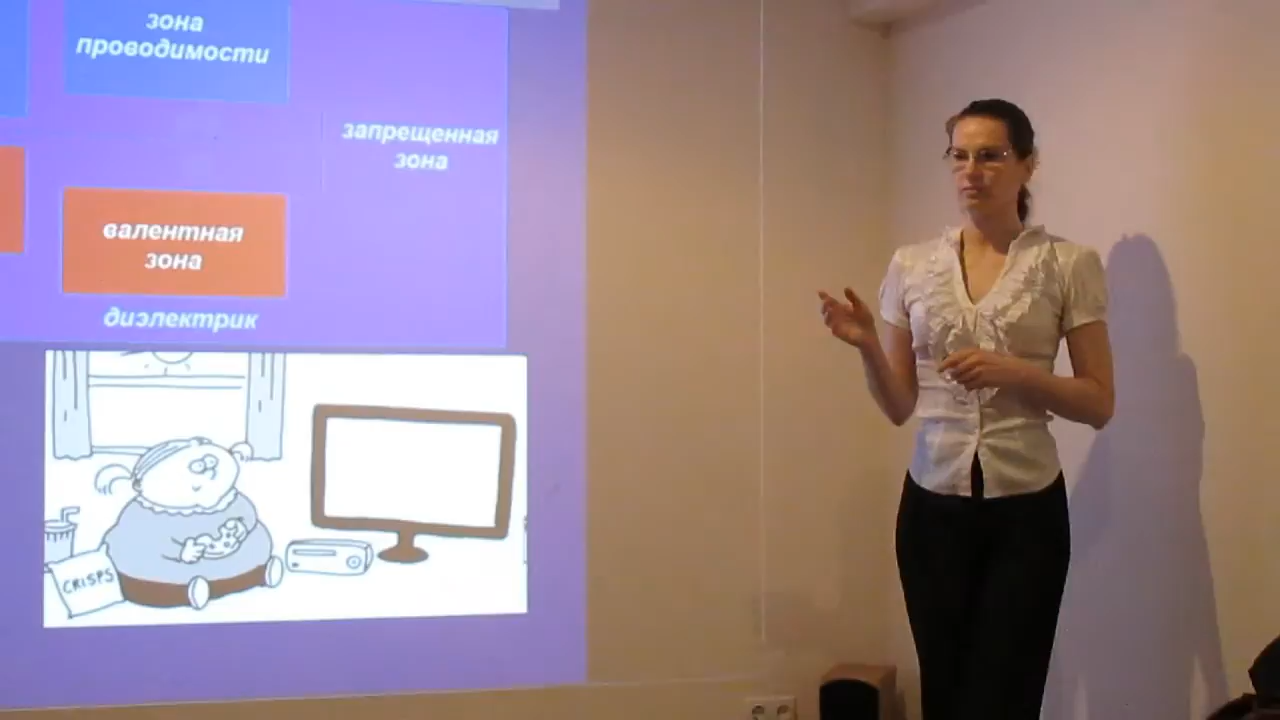 зона
проводимости
запрещенная
зона
валентная
зона
диэлектрик
CRISPS